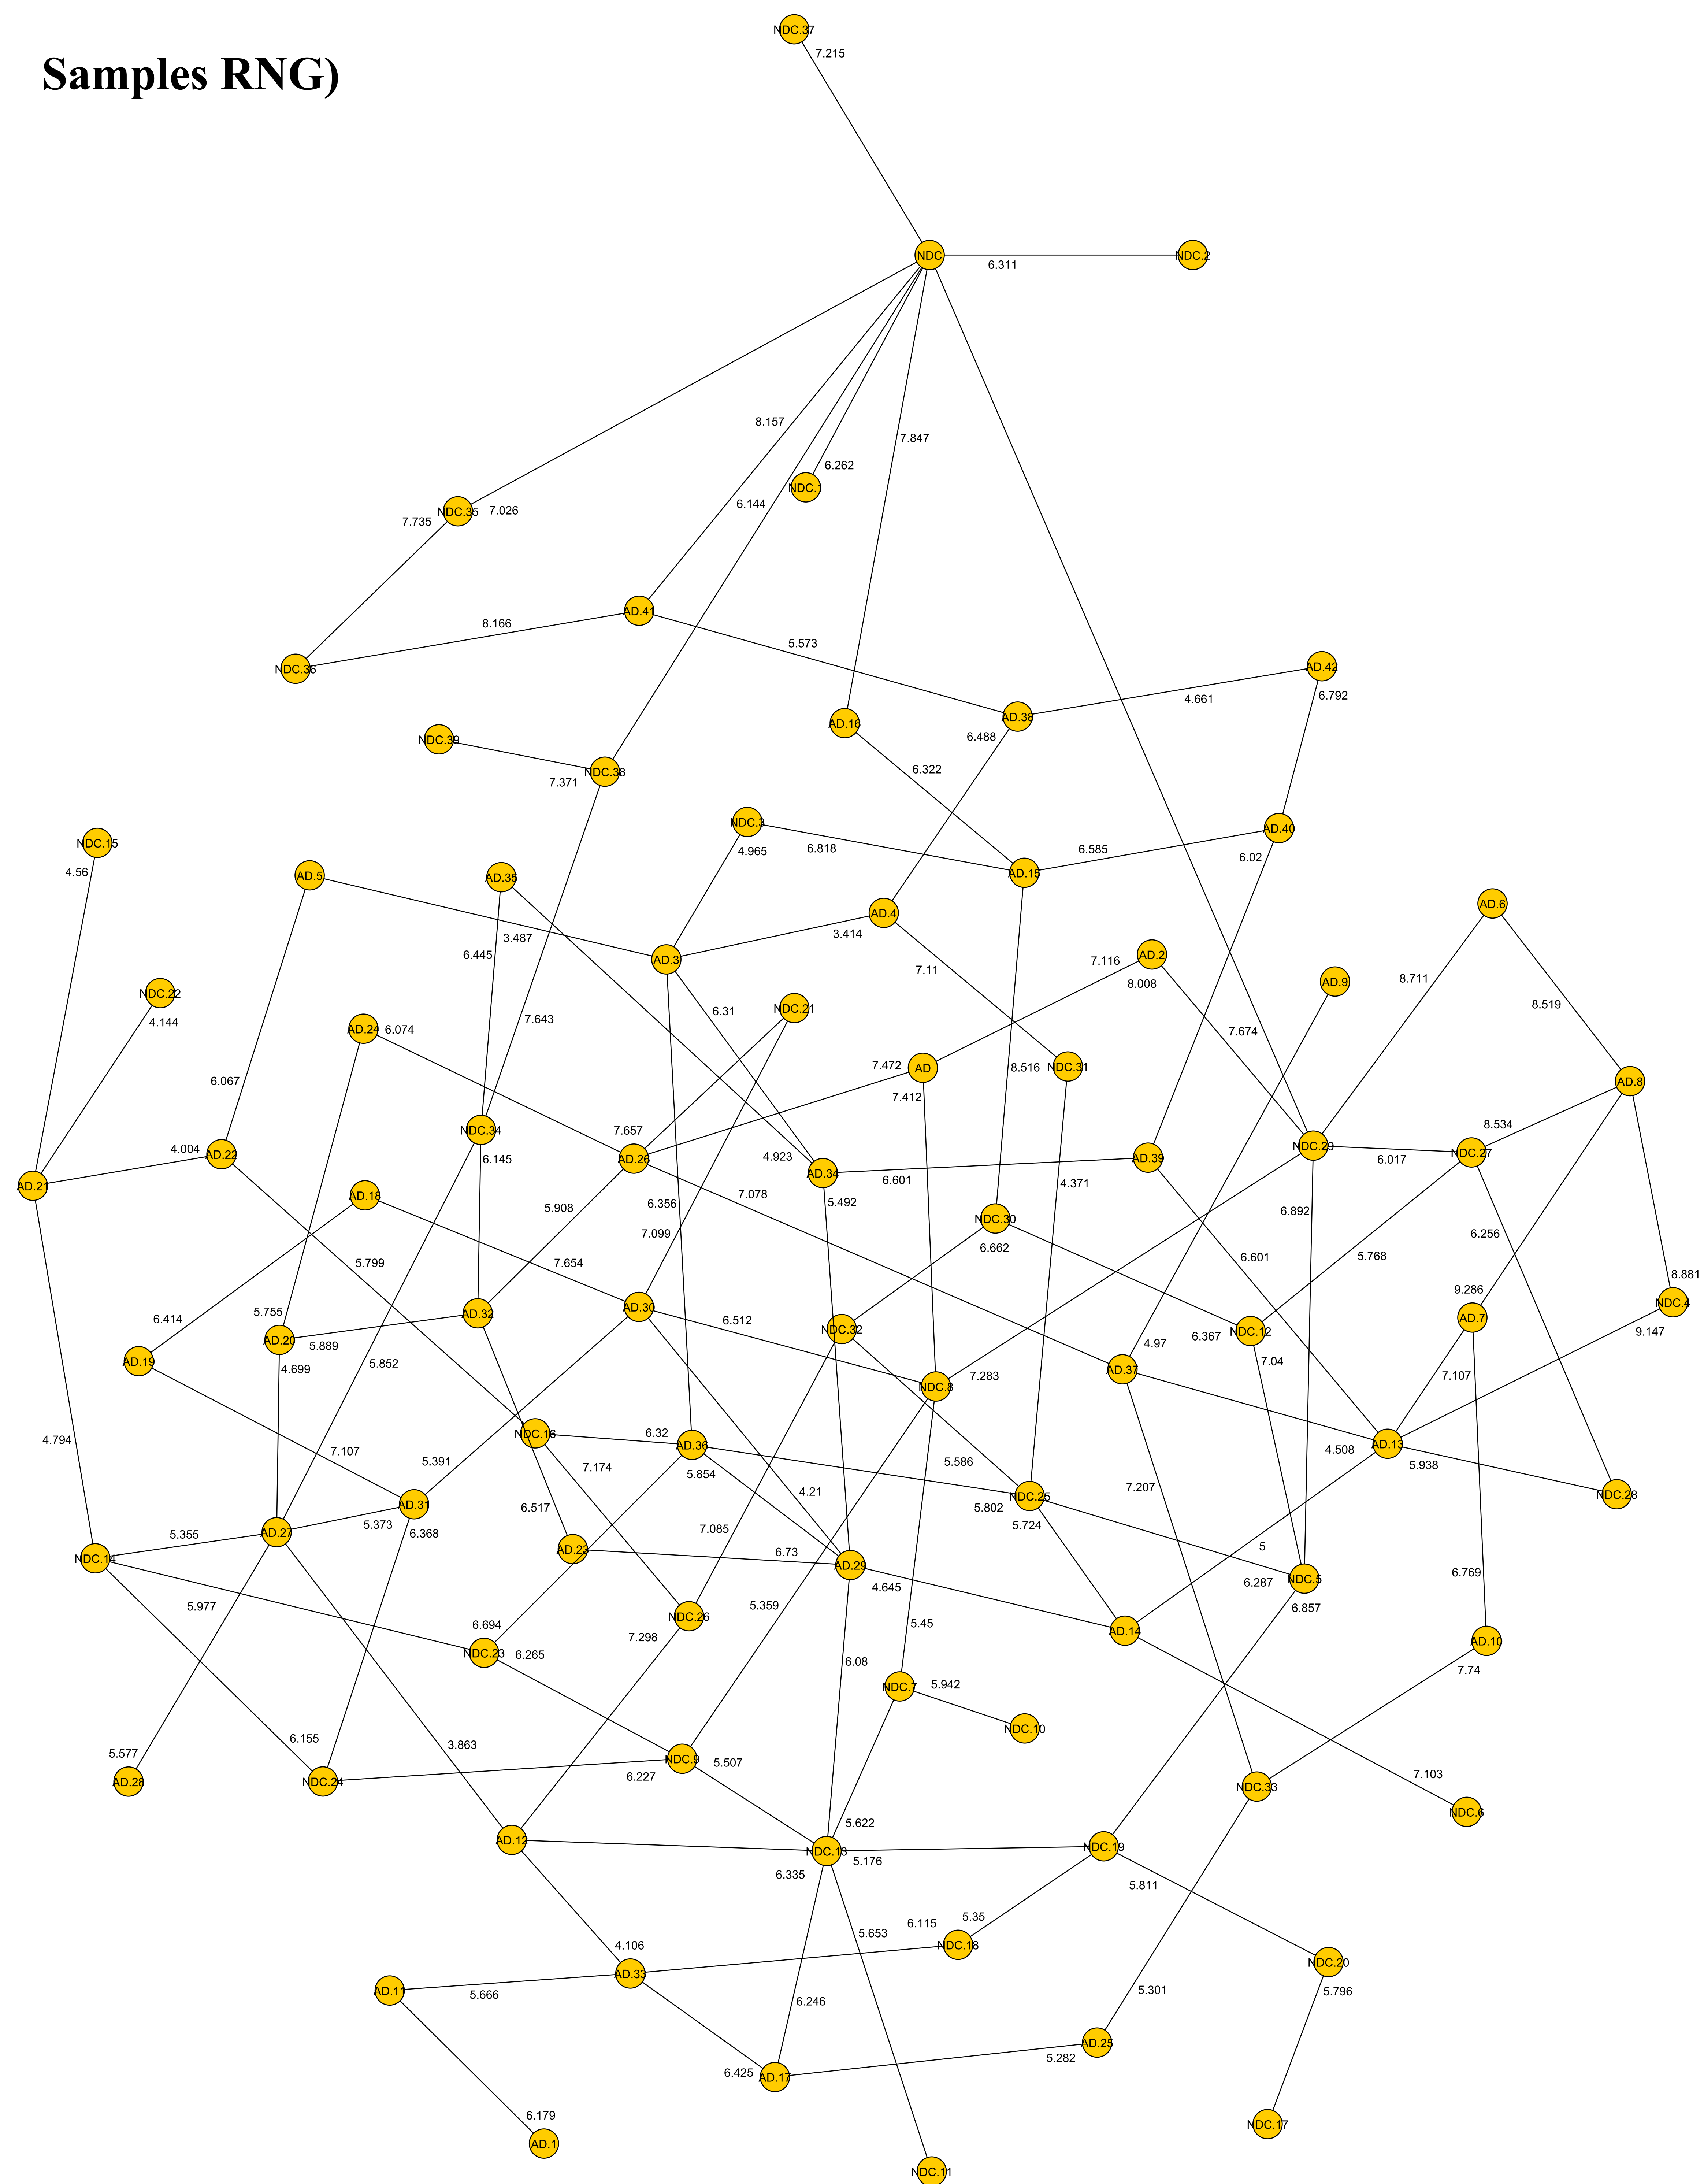 NDC.37
7.215
Samples RNG)
NDC
NDC.2
6.311
8.157
7.847
6.262
NDC.1
6.144
NDC.35
7.026
7.735
AD.41
8.166
5.573
NDC.36
AD.42
6.792
4.661
AD.38
AD.16
6.488
NDC.39
6.322
NDC.38
7.371
NDC.3
AD.40
NDC.15
4.965
6.818
6.585
6.02
4.56
AD.5
AD.35
AD.15
AD.6
AD.4
3.414
3.487
6.445
AD.3
AD.2
7.116
7.11
8.008
8.711
AD.9
NDC.22
4.144
8.519
NDC.21
6.31
7.643
AD.24
6.074
7.674
7.472
AD
8.516
NDC.31
6.067
AD.8
7.412
8.534
NDC.34
7.657
4.004
AD.22
6.145
AD.26
4.923
AD.34
AD.39
NDC.29
6.017
NDC.27
6.601
AD.21
4.371
AD.18
7.078
5.492
6.356
5.908
6.892
7.099
NDC.30
6.662
6.256
6.601
5.768
5.799
7.654
8.881
9.286
NDC.4
6.414
5.755
AD.32
AD.30
6.512
AD.7
9.147
AD.20
5.889
NDC.32
6.367
NDC.12
4.97
AD.19
4.699
5.852
7.04
AD.37
7.283
7.107
NDC.8
4.794
NDC.16
6.32
AD.36
AD.13
7.107
4.508
5.391
5.854
5.586
5.938
7.174
7.207
4.21
NDC.25
NDC.28
AD.31
6.517
5.802
5.724
5.373
6.368
AD.27
5.355
7.085
5
NDC.14
AD.23
6.73
AD.29
4.645
6.287
NDC.5
6.769
5.977
5.359
6.857
NDC.26
6.694
5.45
AD.14
7.298
AD.10
NDC.23
6.265
6.08
7.74
5.942
NDC.7
NDC.10
6.155
3.863
5.577
NDC.9
5.507
7.103
AD.28
NDC.24
6.227
NDC.33
NDC.6
5.622
AD.12
NDC.13
5.176
NDC.19
6.335
5.811
6.115
5.35
5.653
4.106
NDC.18
NDC.20
AD.33
AD.11
5.666
6.246
5.301
5.796
AD.25
5.282
6.425
AD.17
6.179
NDC.17
AD.1
NDC.11